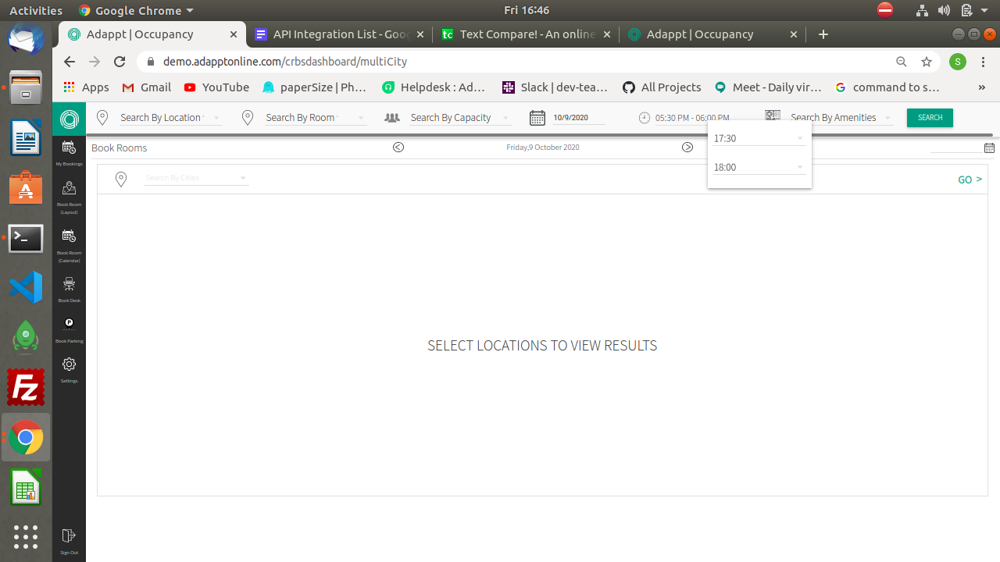 Activities
Google Chrome
Fri 16:46
Adappt | Occupancy
API Integration List - Goo
Text Compare! - An online
Adappt | Occupancy
demo.adapptonline.com/crbsdashboard/multiCity
S
Apps
Gmail
YouTube
paperSize | Ph…
Helpdesk : Ad…
Slack | dev-tea…
All Projects
Meet - Daily vir…
command to s…
»
Search By Location
Search By Room
Search By Capacity
10/9/2020
05:30 PM - 06:00 PM
Search By Amenities
SEARCH
17:30
18:00
My Bookings
Book Room
(Layout)
Book Room
(Calendar)
Book Desk
Book Parking
Settings
Sign Out
Book Rooms
Friday,9 October 2020
Search By Cities
GO >
SELECT LOCATIONS TO VIEW RESULTS